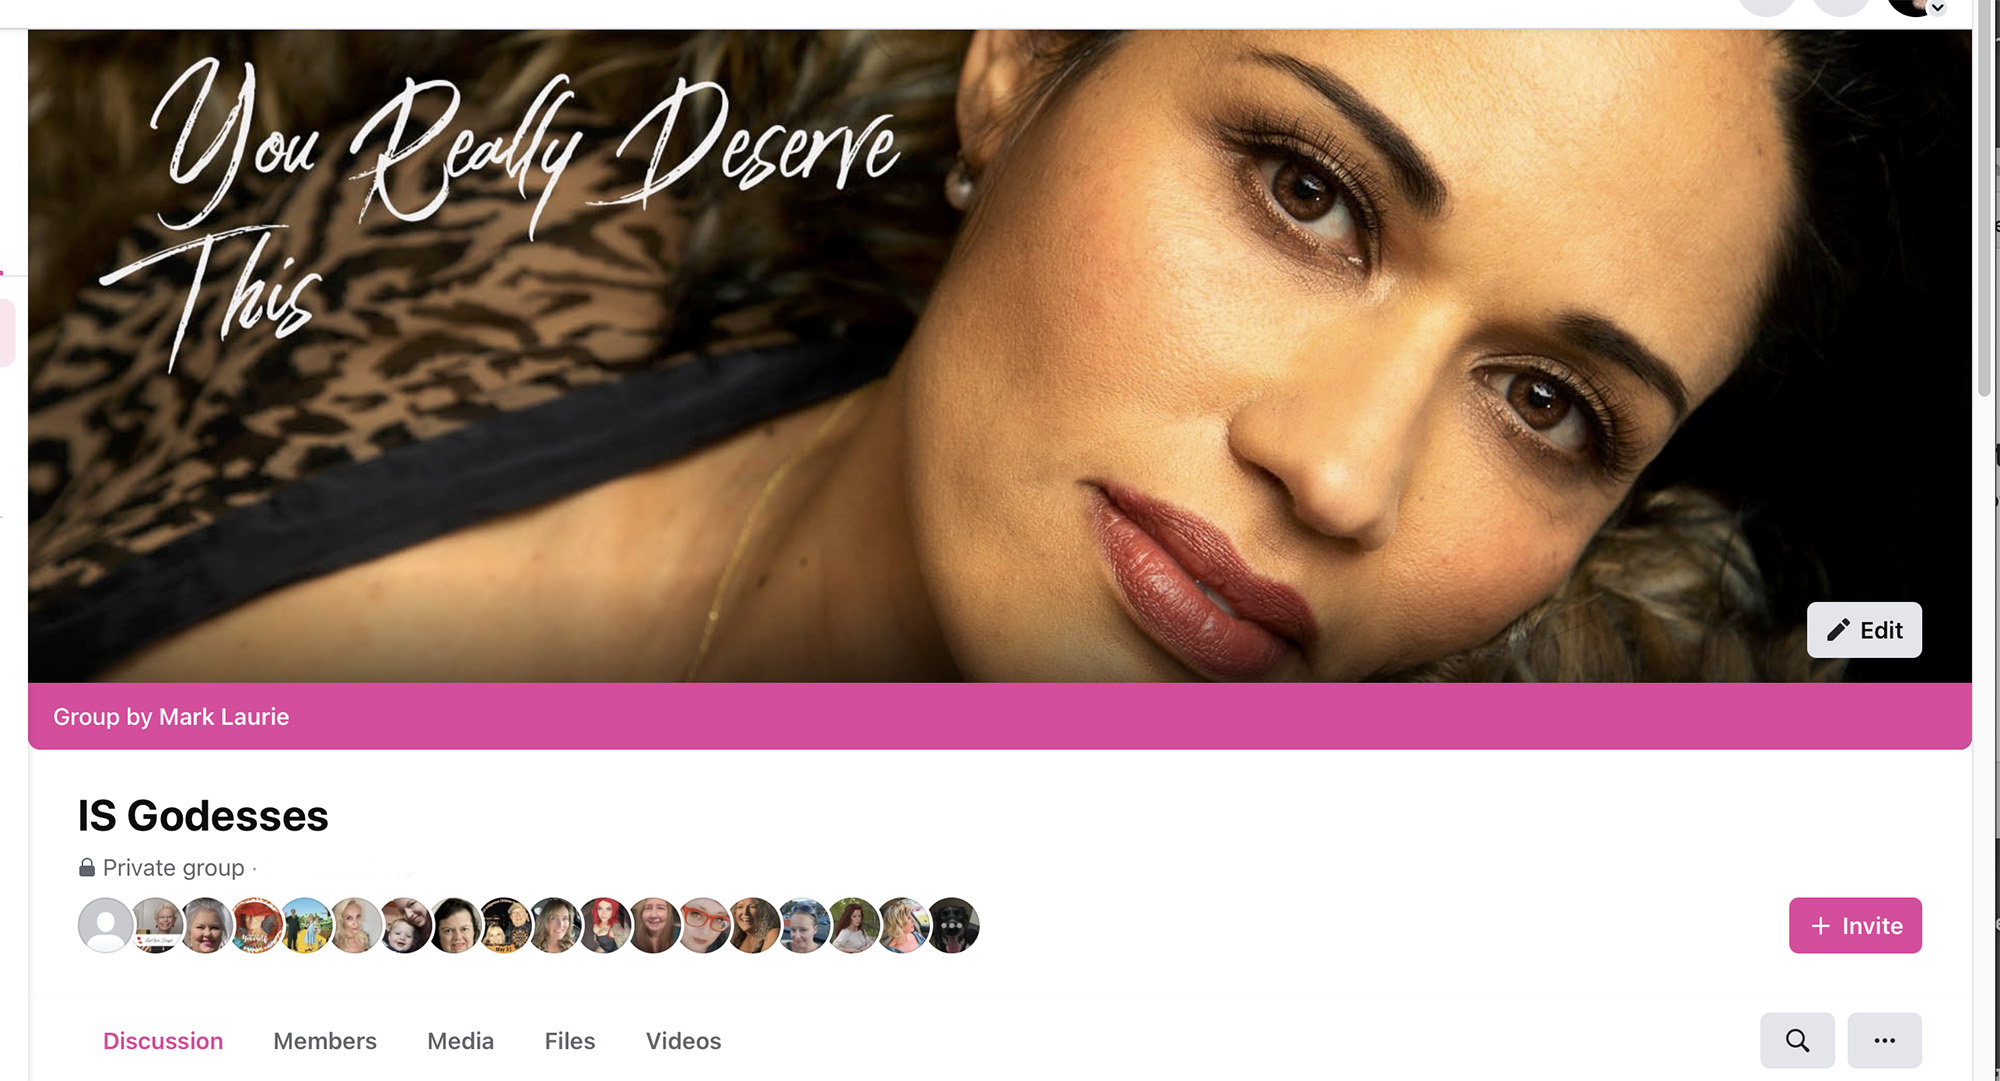 You Really Deserve
This
Edit
Group by Mark Laurie
IS Godesses
Private group ·
+ Invite
Discussion Members Media Files Videos